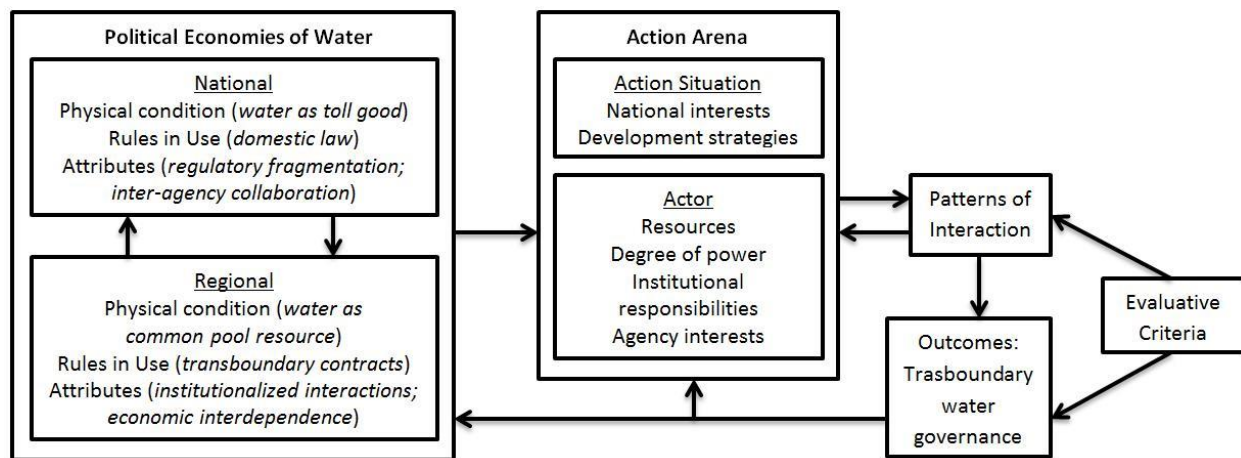 Political Economies of Water
National
Physical condition (water as toll good)
Rules in Use (domestic law)
Attributes (regulatory fragmentation;
inter-agency collaboration)
Regional
Physical condition (water as
common pool resource)
Rules in Use (transboundary contracts)
Attributes (institutionalized interactions;
economic interdependence)
Action Arena
Action Situation
National interests
Development strategies
Actor
Resources
Degree of power
Institutional
responsibilities
Agency interests
Patterns of
Interaction
Outcomes:
Trasboundary
water
governance
Evaluative
Criteria